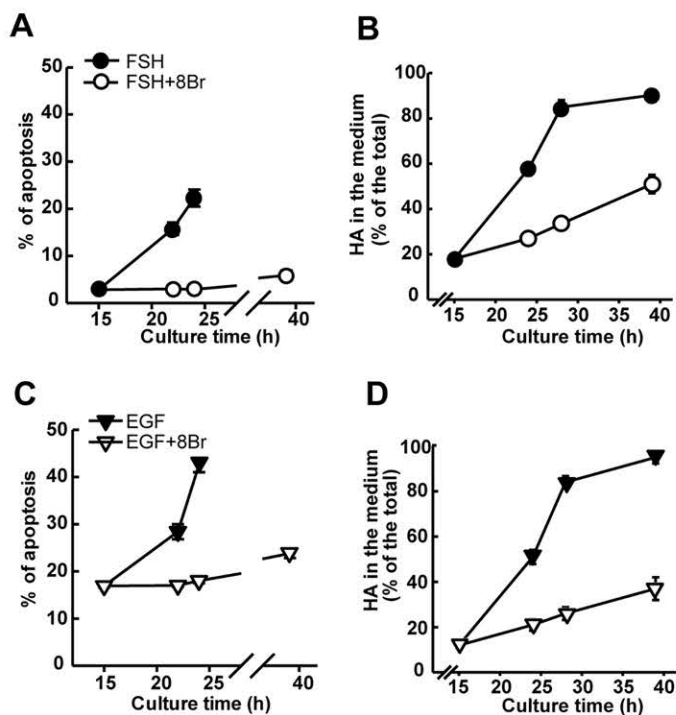 A
FSH
FSH+8Br
50
40
30
20
10
0
% of apoptosis
15 20 25 40
Culture time (h)
B
100
80
60
40
20
0
HA in the medium
(% of the total)
15 20 25 30 35 40
Culture time (h)
C
EGF
EGF+8Br
50
40
30
20
10
0
% of apoptosis
15 20 25 40
Culture time (h)
D
100
80
60
40
20
0
HA in the medium
(% of the total)
15 20 25 30 35 40
Culture time (h)